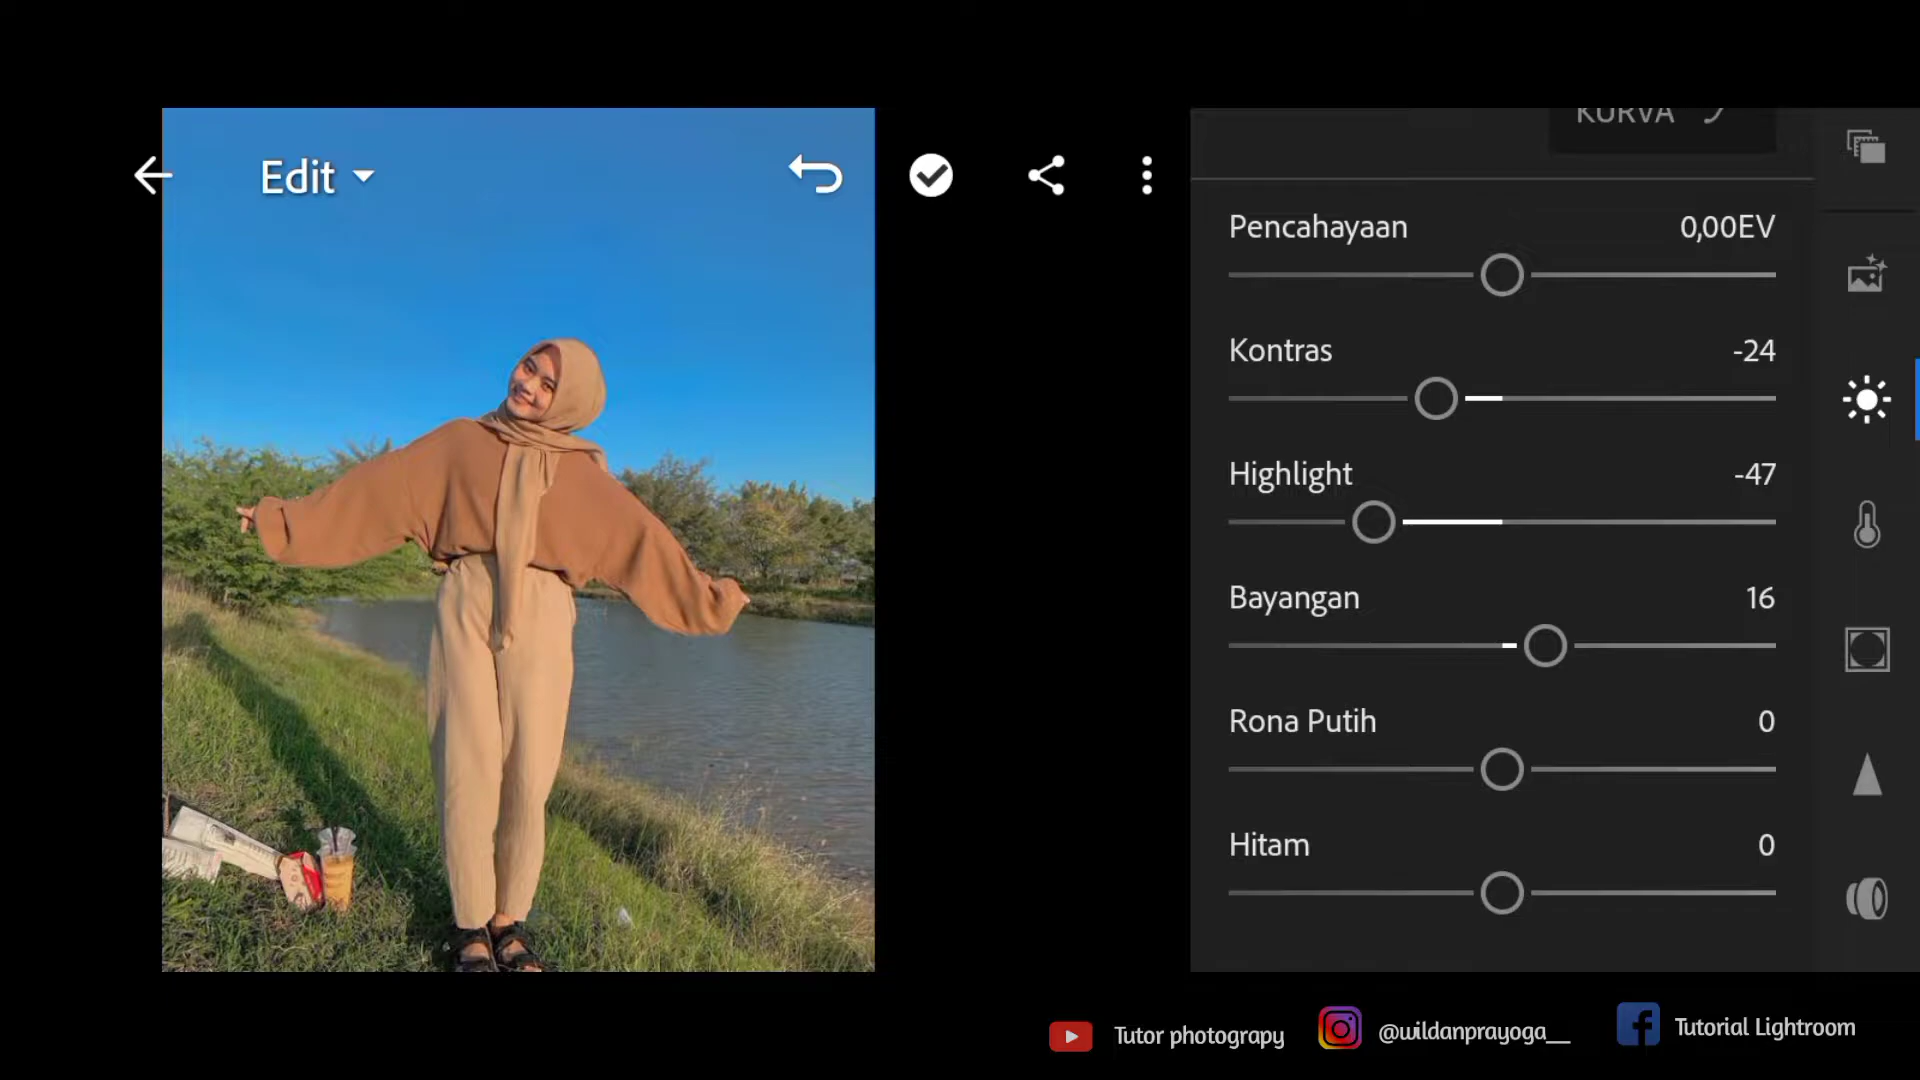 KURVA
Edit
Pencahayaan 0,00EV
Kontras -24
Highlight -47
Bayangan 16
Rona Putih 0
Hitam 0
Tutor photograpy @wildanprayoga__ Tutorial Lightroom